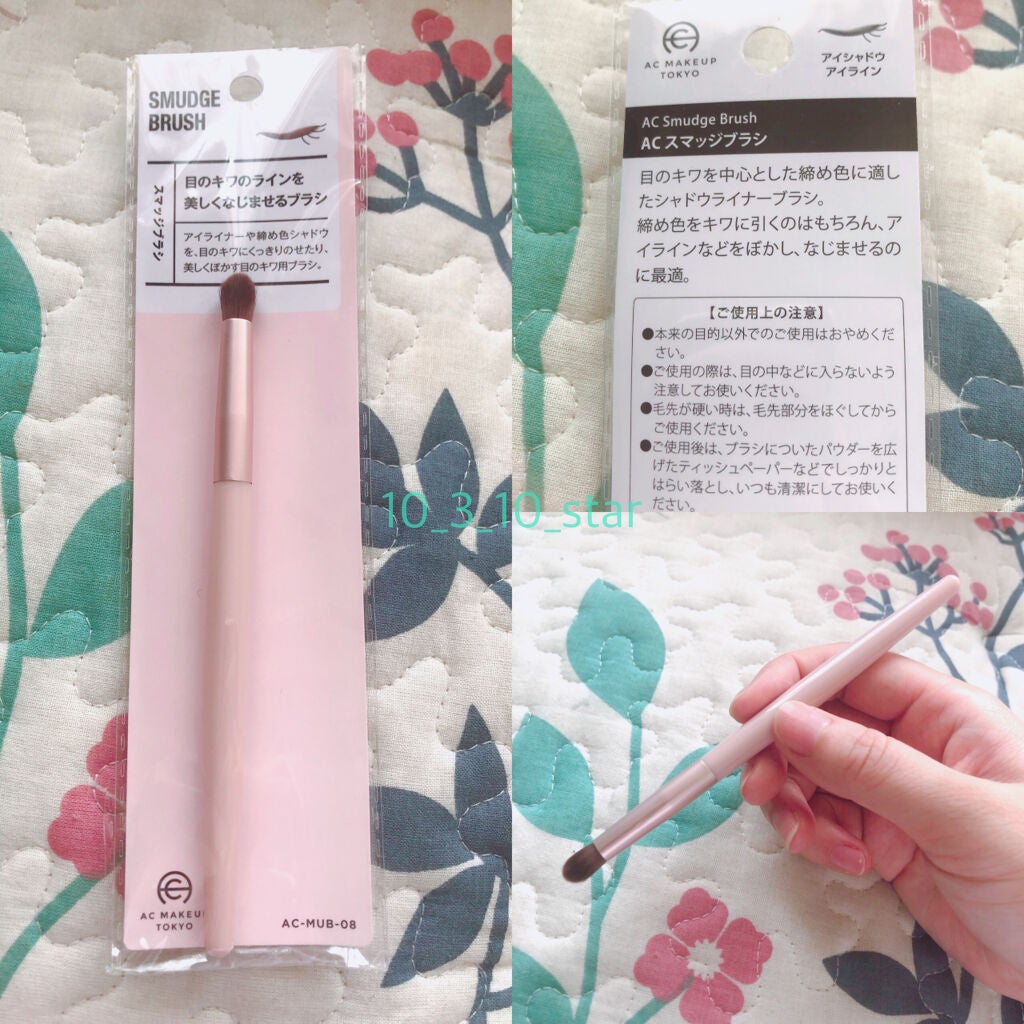 SMUDGE
BRUSH
スマッジブラシ
目のキワのラインを
美しくなじませるブラシ
アイライナーや締め色シャドウ
を、目のキワにくっきりのせたり、
美しくぼかす目のキワ用ブラシ。
AC MAKEUP
TOKYO
AC-MUB-08
AC MAKEUP
TOKYO
アイシャドウ
アイライン
AC Smudge Brush
AC スマッジブラシ
目のキワを中心とした締め色に適し
たシャドウライナーブラシ。
締め色をキワに引くのはもちろん、ア
イラインなどをぼかし、なじませるの
に最適。
【ご使用上の注意】
●本来の目的以外でのご使用はおやめくだ
さい。
●ご使用の際は、目の中などに入らないよう
注意してお使いください。
●毛先が硬い時は、毛先部分をほぐしてから
ご使用ください。
●ご使用後は、ブラシについたパウダーを広
げたティッシュペーパーなどでしっかりと
はらい落とし、いつも清潔にしてお使いく
ださい。
10_3_10_star